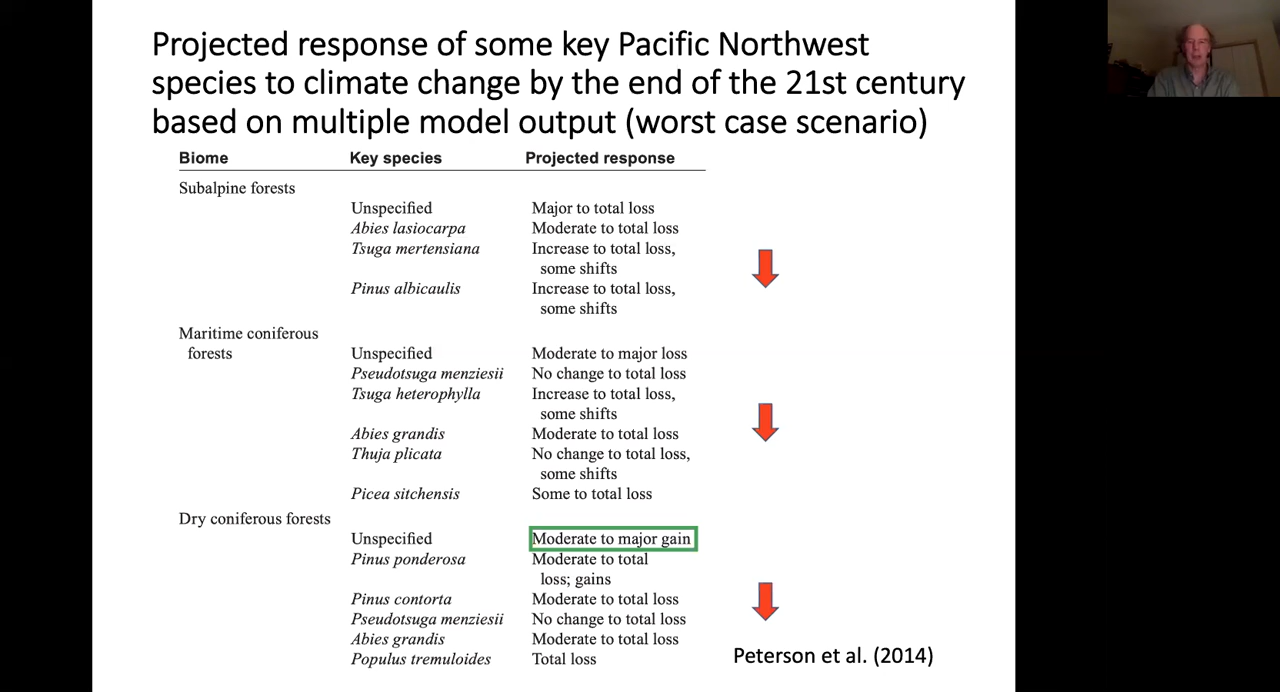 Projected response of some key Pacific Northwest
species to climate change by the end of the 21st century
based on multiple model output (worst case scenario)
Biome Key species Projected response
Subalpine forests
Unspecified Major to total loss
Abies lasiocarpa Moderate to total loss
Tsuga mertensiana Increase to total loss,
some shifts
Pinus albicaulis Increase to total loss,
some shifts
Maritime coniferous
forests Unspecified Moderate to major loss
Pseudotsuga menziesii No change to total loss
Tsuga heterophylla Increase to total loss,
some shifts
Abies grandis Moderate to total loss
Thuja plicata No change to total loss,
some shifts
Picea sitchensis Some to total loss
Dry coniferous forests
Unspecified Moderate to major gain
Pinus ponderosa Moderate to total
loss; gains
Pinus contorta Moderate to total loss
Pseudotsuga menziesii No change to total loss
Abies grandis Moderate to total loss
Populus tremuloides Total loss
Peterson et al. (2014)